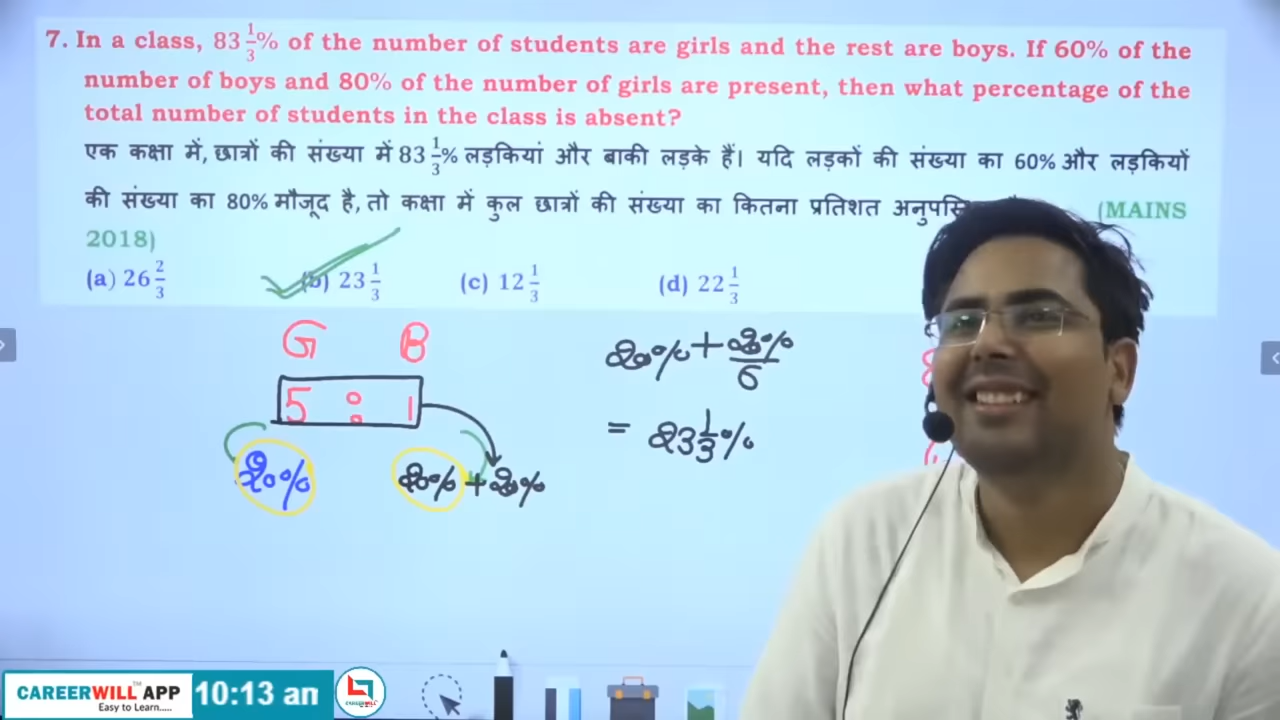 7. In a class, 83 1/3% of the number of students are girls and the rest are boys. If 60% of the
number of boys and 80% of the number of girls are present, then what percentage of the
total number of students in the class is absent?
एक कक्षा में, छात्रों की संख्या में 83 1/3% लड़कियां और बाकी लड़के हैं। यदि लड़कों की संख्या का 60% और लड़कियों
की संख्या का 80% मौजूद है, तो कक्षा में कुल छात्रों की संख्या का कितना प्रतिशत (MAINS
2018)
(a) 26 2/3 (b) 23 1/3 (c) 12 1/3 (d) 22 1/3
G B
5 : 1
20% 20% + 20%
20% + 20%/6
= 23 1/3%
CAREERWILL™ APP
Easy to Learn.....
10:13 an
CAREERWILL